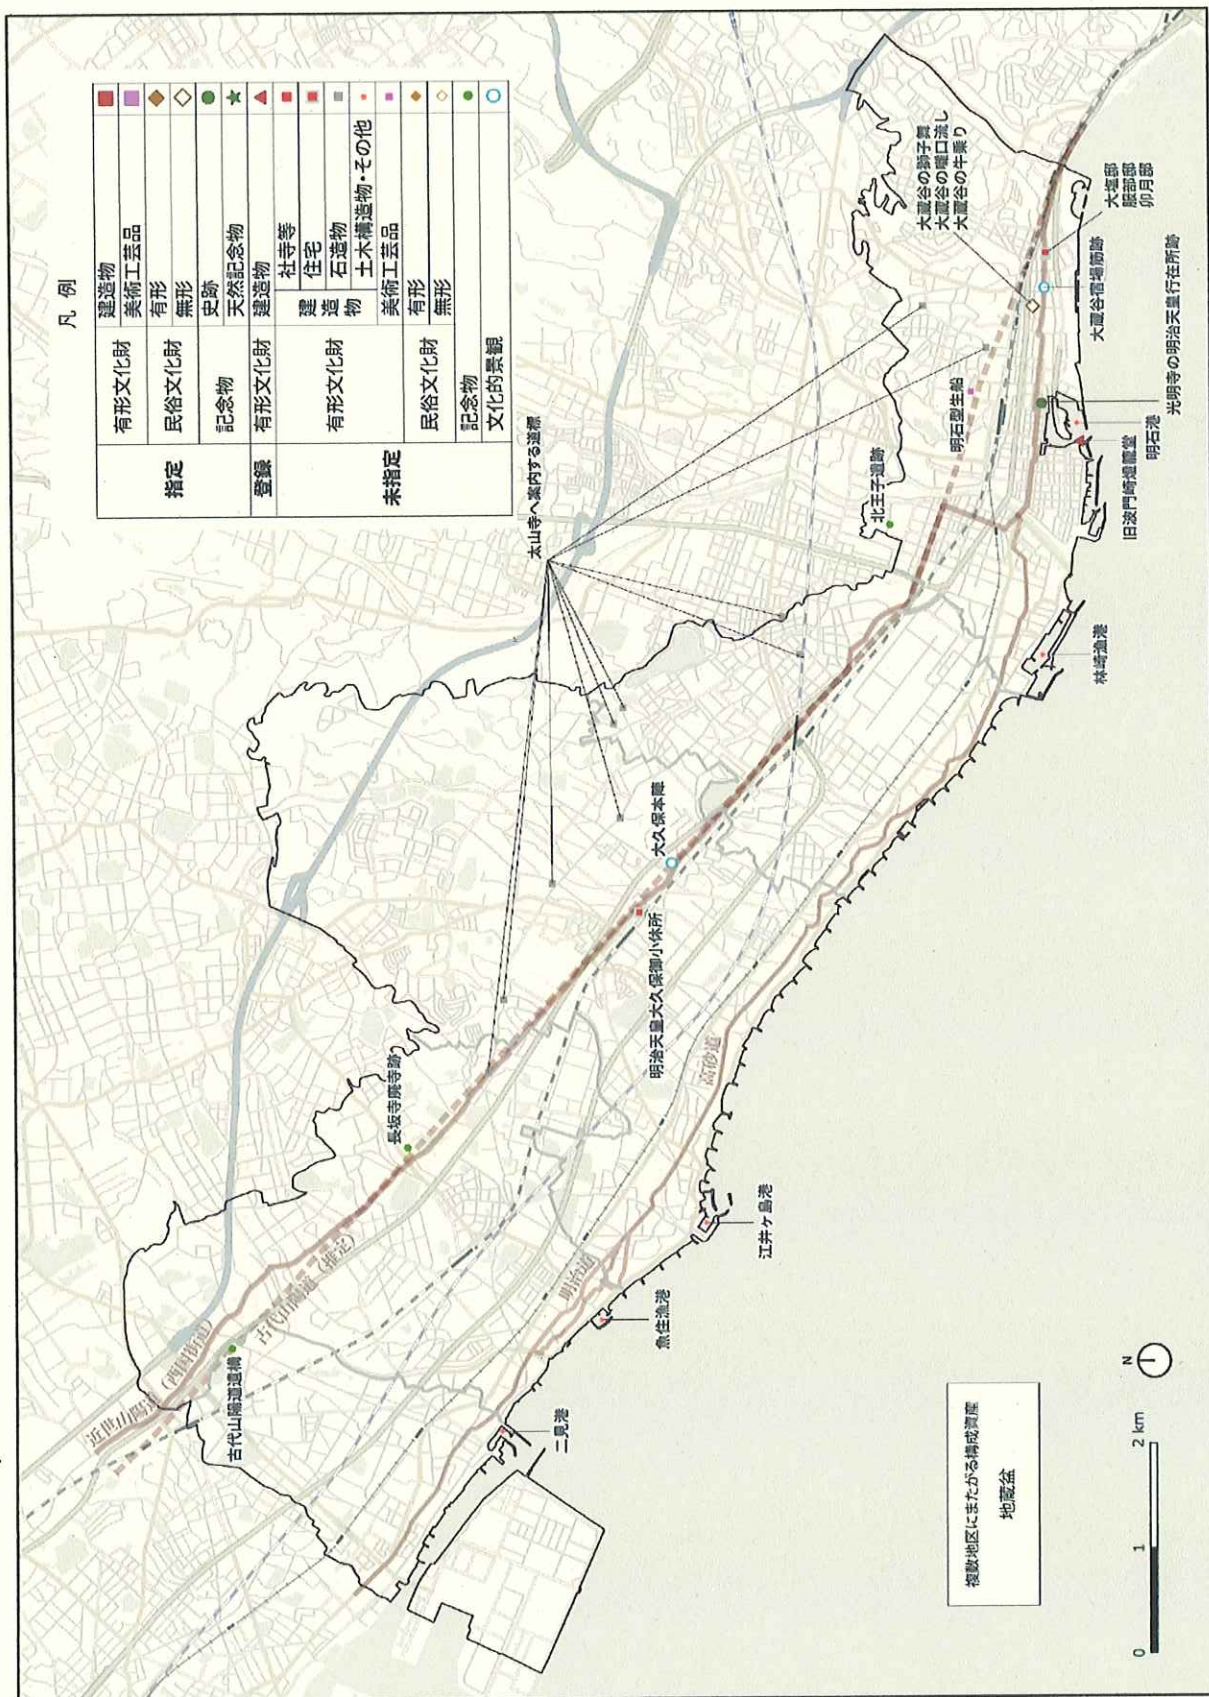 凡 例
指定
有形文化財
建造物
美術工芸品
民俗文化財
有形
無形
記念物
史跡
天然記念物
登録
有形文化財
建造物
未指定
有形文化財
建造物
社寺等
住宅
石造物
土木構造物・その他
美術工芸品
民俗文化財
有形
無形
記念物
文化的景観
太山寺へ案内する道標
近世山陽道（西国街道）
古代山陽道（推定）
古代山陽道遺構
長坂寺廃寺跡
明治天皇大久保御小休所
大久保本陣
北王子遺跡
明石型生船
大蔵谷の獅子舞
大蔵谷の囃口流し
大蔵谷の牛乗り
大塩邸
服部邸
卯月邸
大蔵谷宿場筋跡
光明寺の明治天皇行在所跡
明石港
旧波門崎燈籠堂
林崎漁港
高砂道
明治道
江井ヶ島港
魚住漁港
二見港
複数地区にまたがる構成資産
地蔵盆
0
1
2 km
N